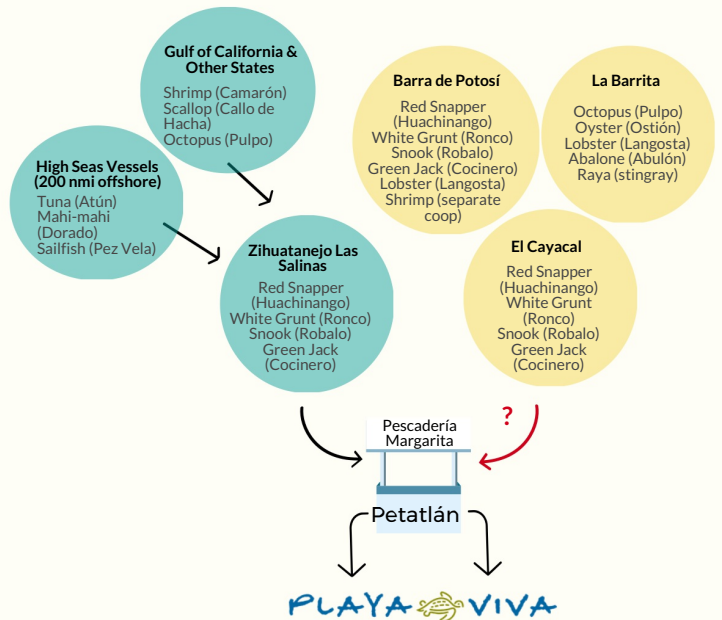 Gulf of California &
Other States
Shrimp (Camarón)
Scallop (Callo de
Hacha)
Octopus (Pulpo)
High Seas Vessels
(200 nmi offshore)
Tuna (Atún)
Mahi-mahi
(Dorado)
Sailfish (Pez Vela)
Zihuatanejo Las
Salinas
Red Snapper
(Huachinango)
White Grunt (Ronco)
Snook (Robalo)
Green Jack
(Cocinero)
Barra de Potosí
Red Snapper
(Huachinango)
White Grunt (Ronco)
Snook (Robalo)
Green Jack (Cocinero)
Lobster (Langosta)
Shrimp (separate
coop)
La Barrita
Octopus (Pulpo)
Oyster (Ostión)
Lobster (Langosta)
Abalone (Abulón)
Raya (stingray)
El Cayacal
Red Snapper
(Huachinango)
White Grunt
(Ronco)
Snook (Robalo)
Green Jack
(Cocinero)
?
Pescadería
Margarita
Petatlán
PLAYA VIVA